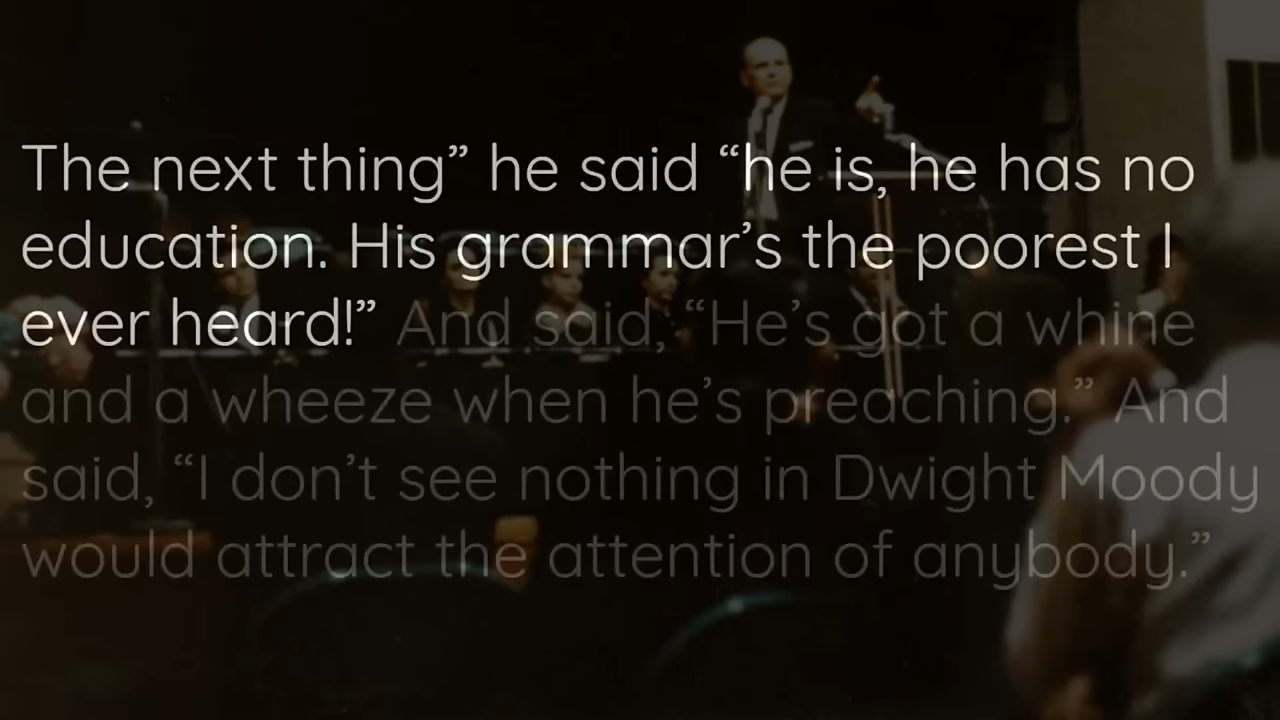 The next thing” he said “he is, he has no
education. His grammar’s the poorest I
ever heard!” And said, “He’s got a whine
and a wheeze when he’s preaching.” And
said, “I don’t see nothing in Dwight Moody
would attract the attention of anybody.”